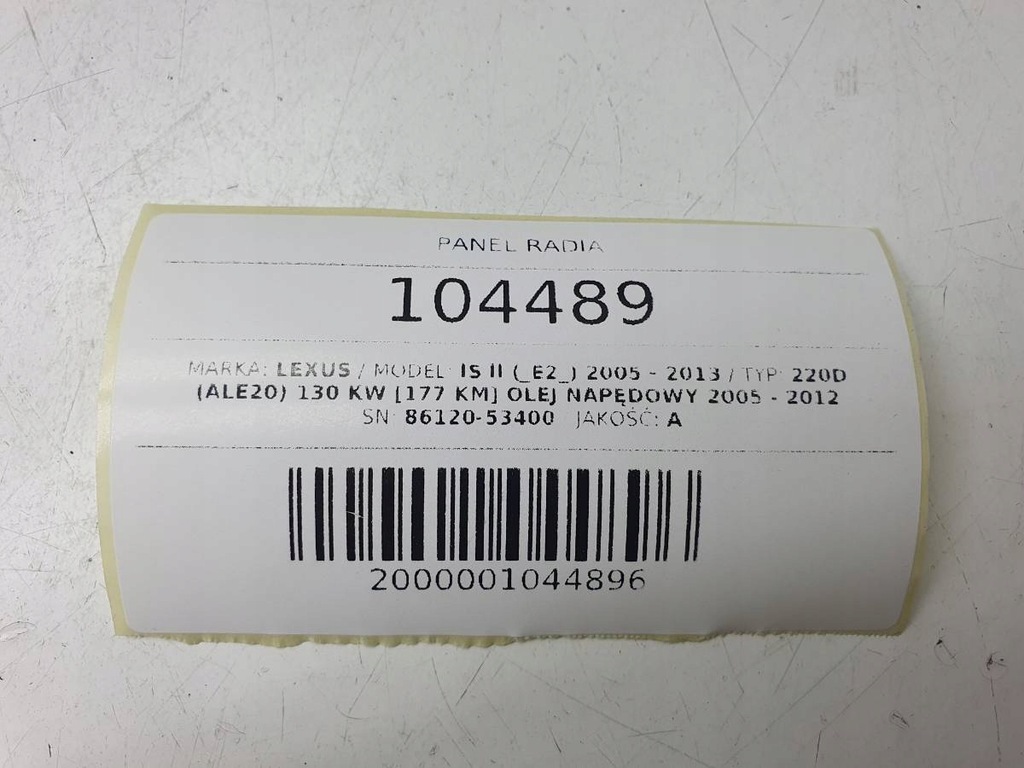 PANEL RADIA
104489
MARKA: LEXUS / MODEL: IS II (_E2_) 2005 - 2013 / TYP: 220D
(ALE20) 130 KW [177 KM] OLEJ NAPĘDOWY 2005 - 2012
SN: 86120-53400 JAKOŚĆ: A
2000001044896